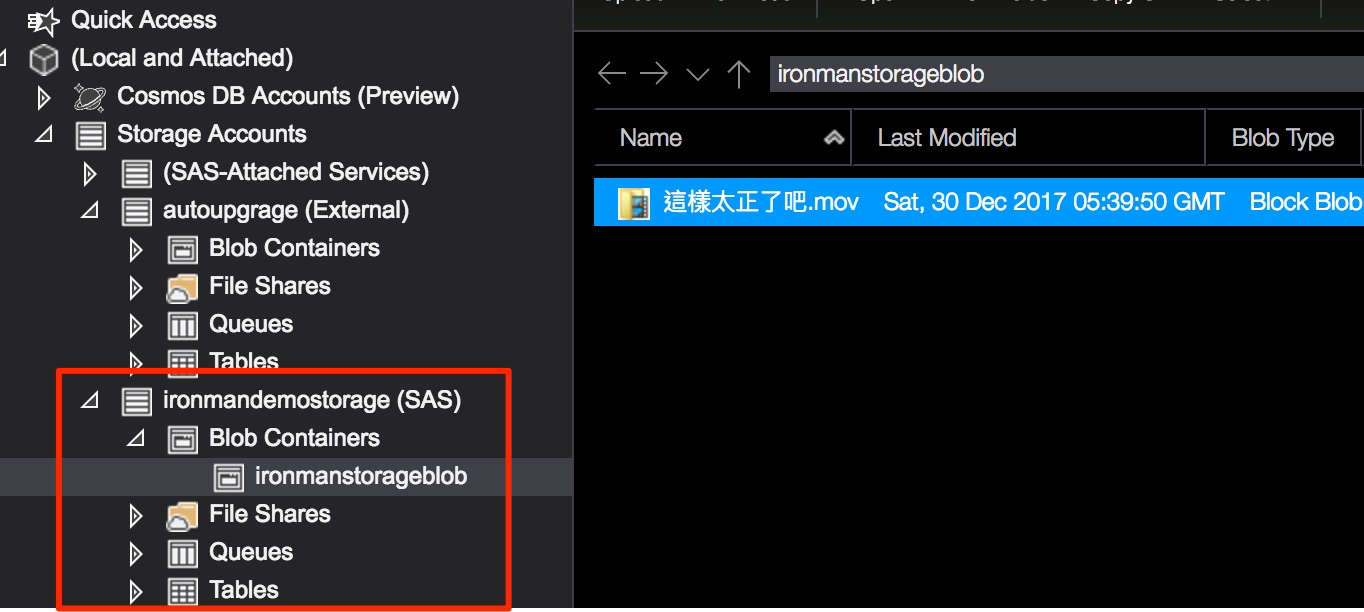 Quick Access
(Local and Attached)
Cosmos DB Accounts (Preview)
Storage Accounts
(SAS-Attached Services)
autoupgrage (External)
Blob Containers
File Shares
Queues
Tables
ironmandemostorage (SAS)
Blob Containers
ironmanstorageblob
File Shares
Queues
Tables
ironmanstorageblob
Name Last Modified Blob Type
這樣太正了吧.mov Sat, 30 Dec 2017 05:39:50 GMT Block Blob